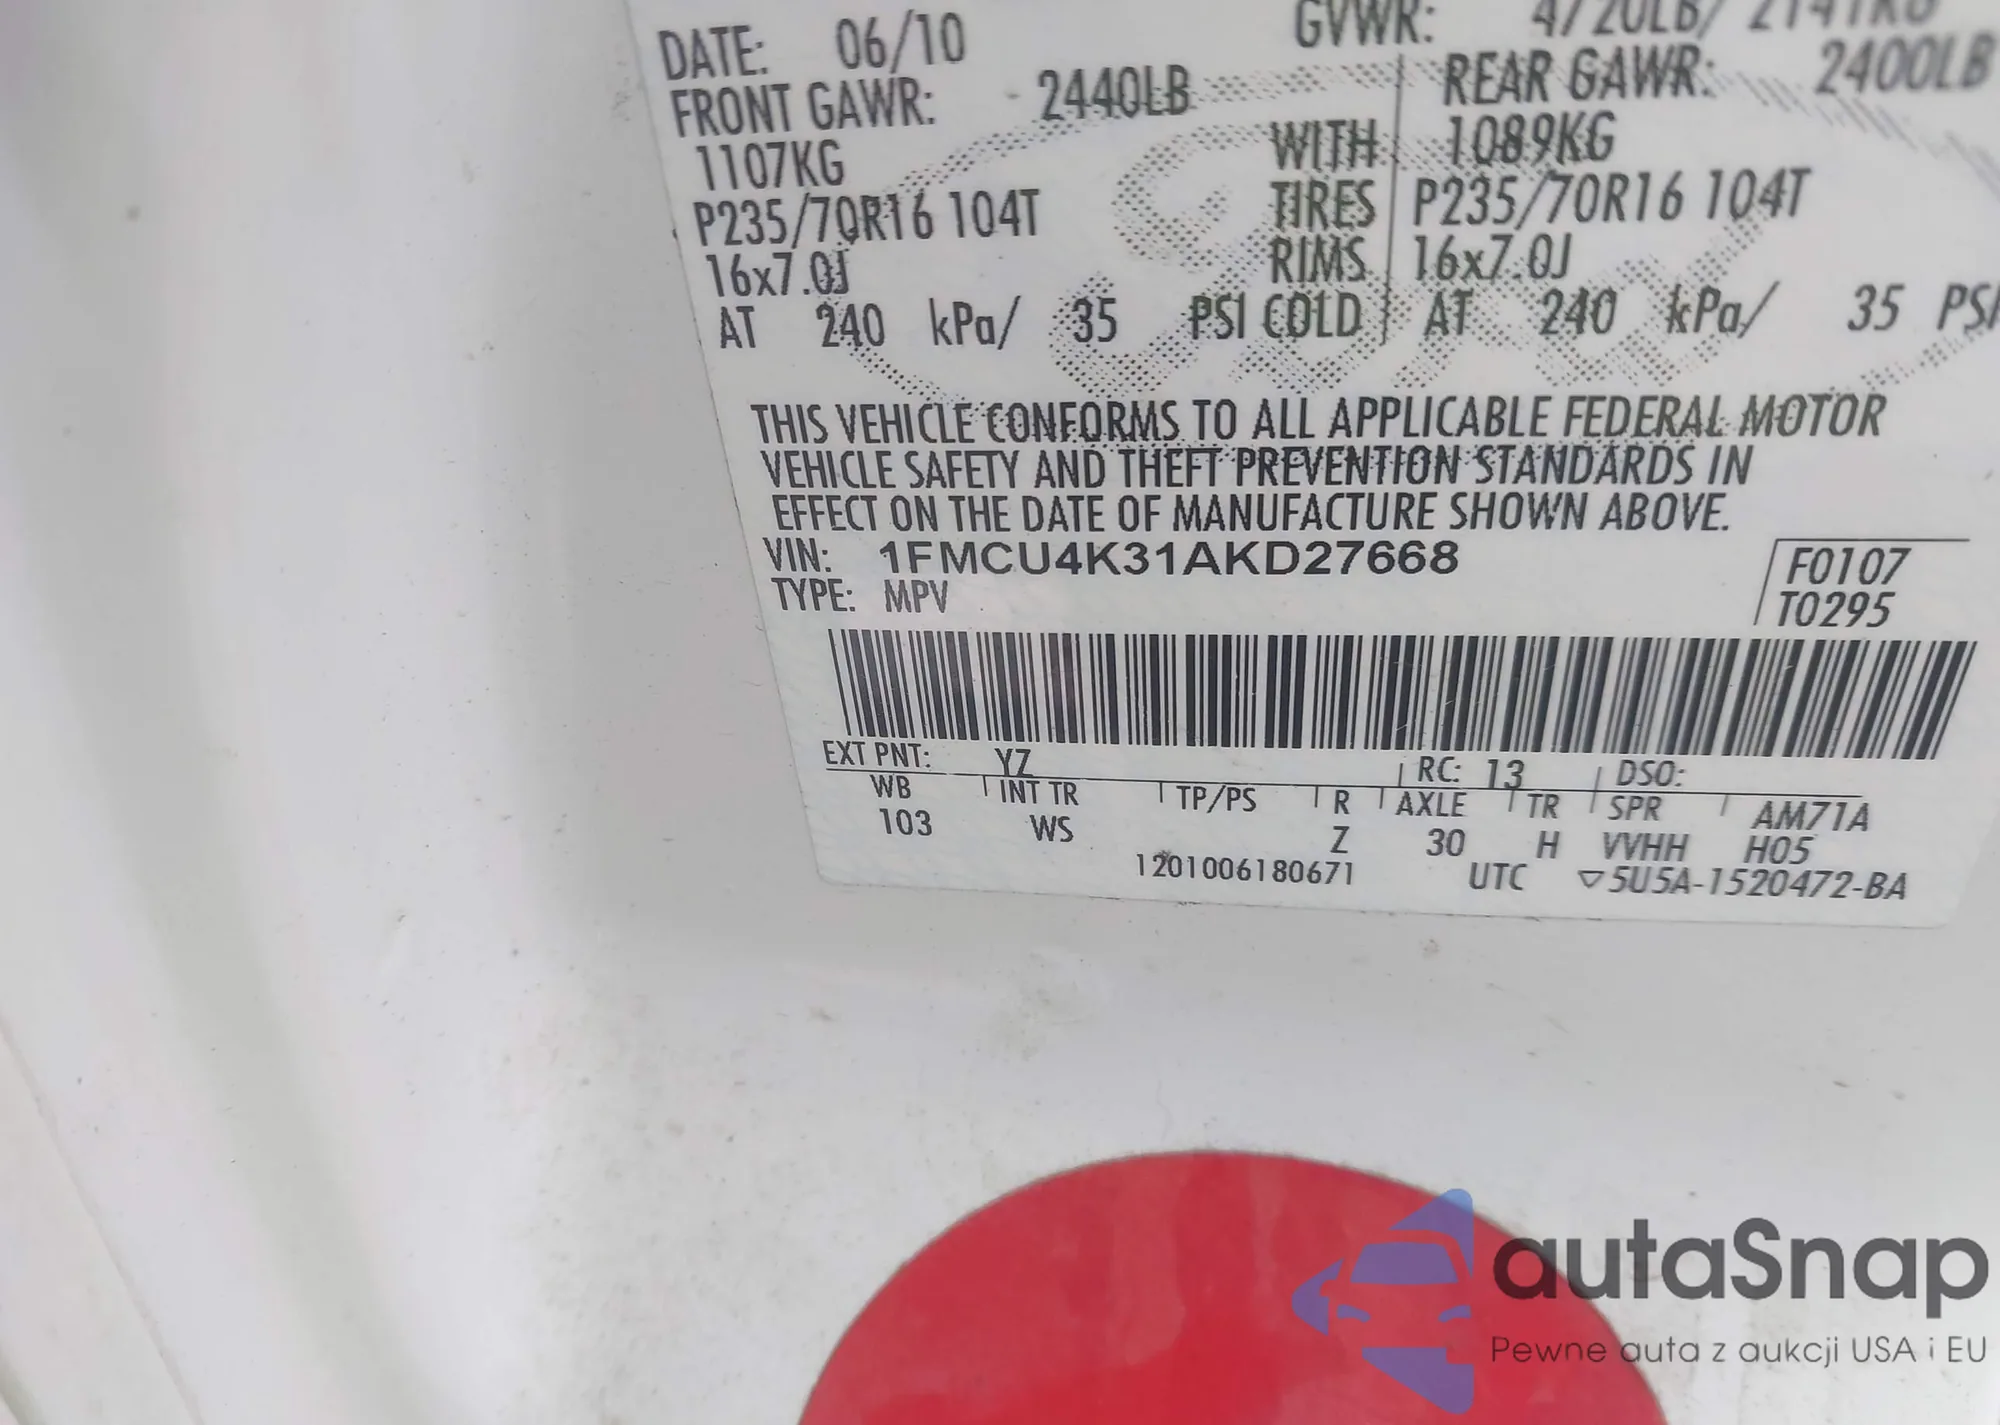 DATE: 06/10 GVWR: 4720LB/ 2141KG
FRONT GAWR: 2440LB REAR GAWR: 2400LB
1107KG WITH 1089KG
P235/70R16 104T TIRES P235/70R16 104T
16x7.0J RIMS 16x7.0J
AT 240 kPa/ 35 PSI COLD AT 240 kPa/ 35 PSI
THIS VEHICLE CONFORMS TO ALL APPLICABLE FEDERAL MOTOR
VEHICLE SAFETY AND THEFT PREVENTION STANDARDS IN
EFFECT ON THE DATE OF MANUFACTURE SHOWN ABOVE.
VIN: 1FMCU4K31AKD27668 F0107
TYPE: MPV T0295
EXT PNT: YZ RC: 13 DSO:
WB INT TR TP/PS R AXLE TR SPR AM71A
103 WS Z 30 H VVHH H05
1201006180671 UTC ▽5U5A-1520472-BA
autaSnap
Pewne auta z aukcji USA i EU